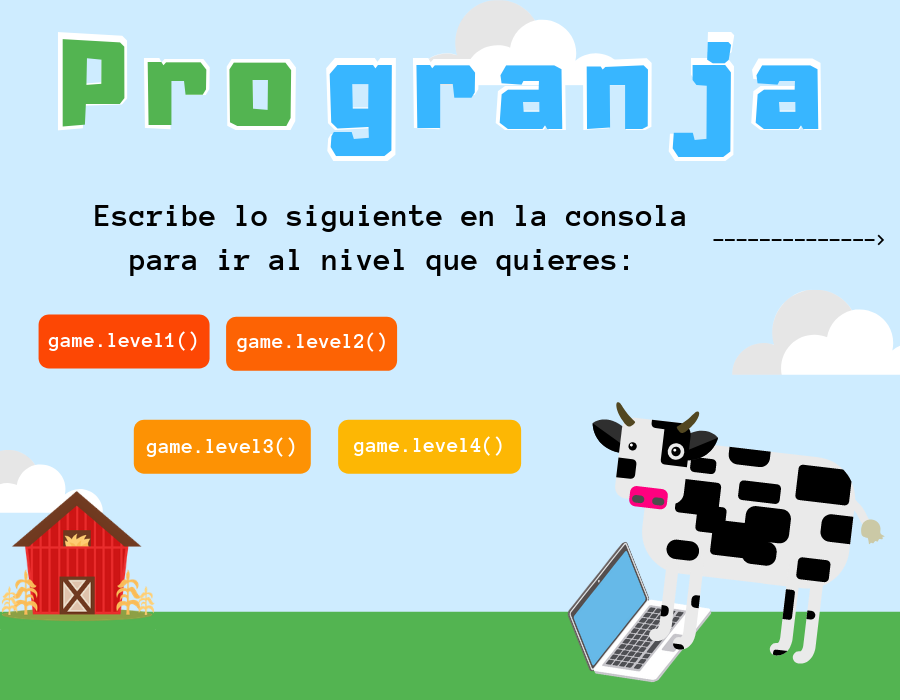 Progranja
Escribe lo siguiente en la consola
-------------->
para ir al nivel que quieres:
game.level1()
game.level2()
game.level3()
game.level4()